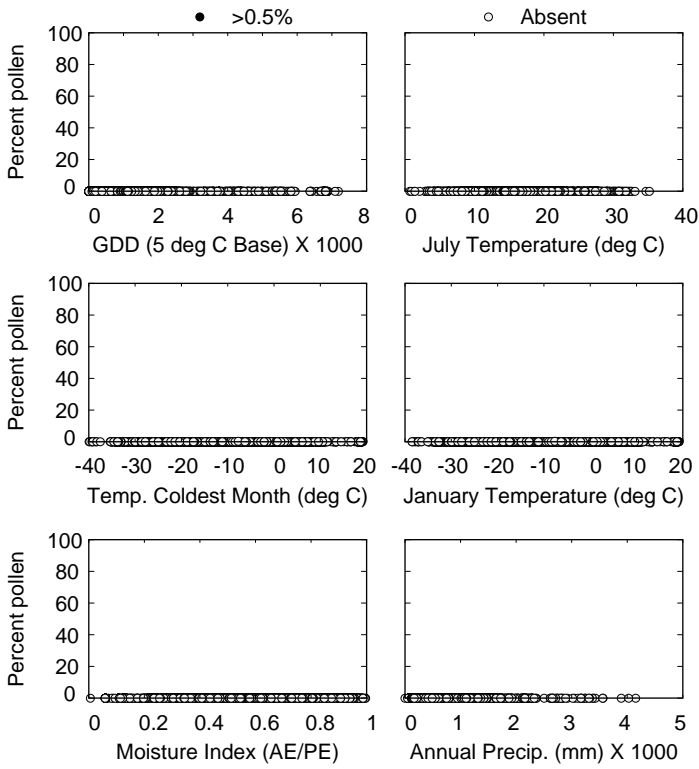 >0.5% Absent
Percent pollen
100
80
60
40
20
0
0 2 4 6 8
GDD (5 deg C Base) X 1000
0 10 20 30 40
July Temperature (deg C)
Percent pollen
100
80
60
40
20
0
-40 -30 -20 -10 0 10 20
Temp. Coldest Month (deg C)
-40 -30 -20 -10 0 10 20
January Temperature (deg C)
Percent pollen
100
80
60
40
20
0
0 0.2 0.4 0.6 0.8 1
Moisture Index (AE/PE)
0 1 2 3 4 5
Annual Precip. (mm) X 1000